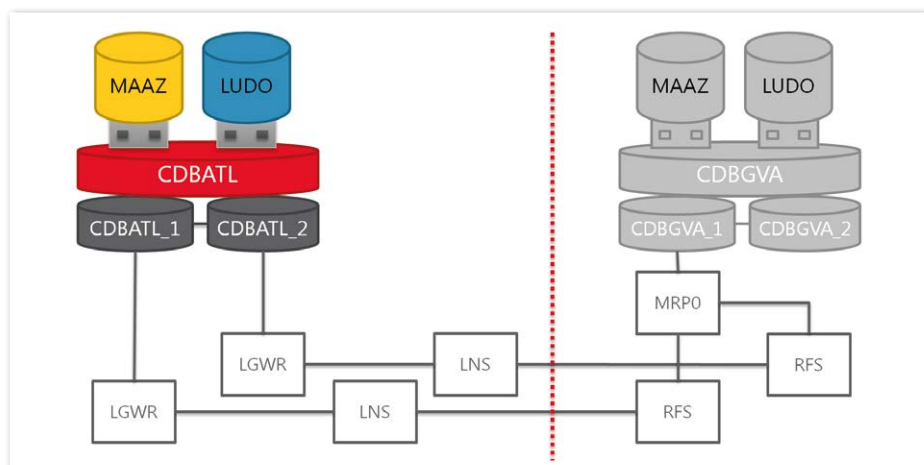 MAAZ LUDO MAAZ LUDO
CDBATL CDBGVA
CDBATL_1 CDBATL_2 CDBGVA_1 CDBGVA_2
MRP0
LGWR LNS RFS
LGWR LNS RFS